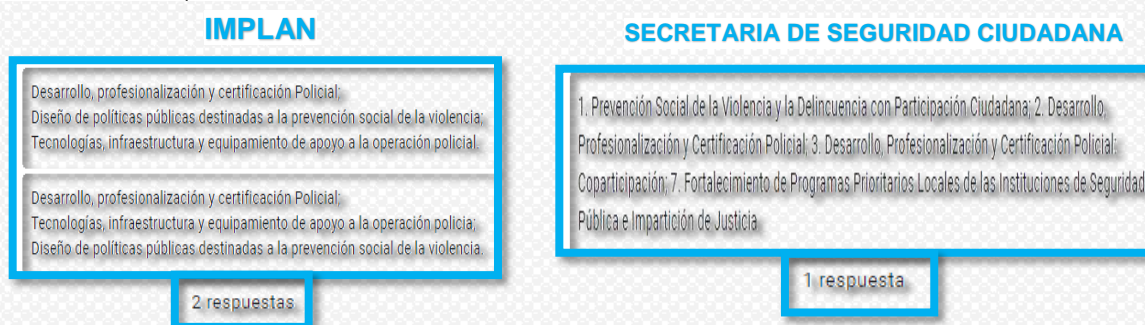 IMPLAN
Desarrollo, profesionalización y certificación Policial;
Diseño de políticas públicas destinadas a la prevención social de la violencia;
Tecnologías, infraestructura y equipamiento de apoyo a la operación policial.
Desarrollo, profesionalización y certificación Policial;
Tecnologías, infraestructura y equipamiento de apoyo a la operación policia;
Diseño de políticas públicas destinadas a la prevención social de la violencia.
2 respuestas
SECRETARIA DE SEGURIDAD CIUDADANA
1. Prevención Social de la Violencia y la Delincuencia con Participación Ciudadana; 2. Desarrollo,
Profesionalización y Certificación Policial; 3. Desarrollo, Profesionalización y Certificación Policial:
Coparticipación; 7. Fortalecimiento de Programas Prioritarios Locales de las Instituciones de Seguridad
Pública e Impartición de Justicia.
1 respuesta